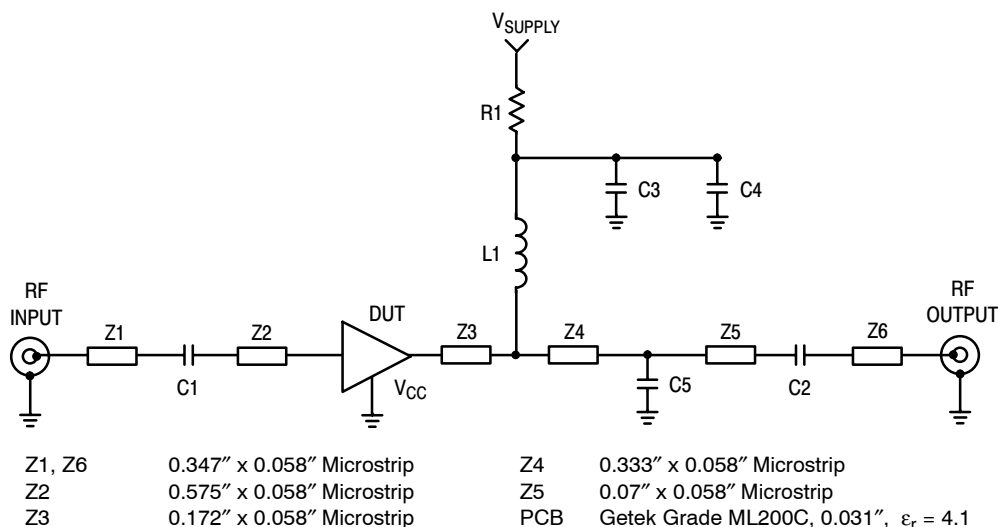 V_SUPPLY
R1
C3
C4
L1
RF
INPUT
RF
OUTPUT
Z1
Z2
DUT
Z3
Z4
Z5
Z6
C1
V_CC
C5
C2
Z1, Z6 0.347″ x 0.058″ Microstrip
Z2 0.575″ x 0.058″ Microstrip
Z3 0.172″ x 0.058″ Microstrip
Z4 0.333″ x 0.058″ Microstrip
Z5 0.07″ x 0.058″ Microstrip
PCB Getek Grade ML200C, 0.031″, εr = 4.1